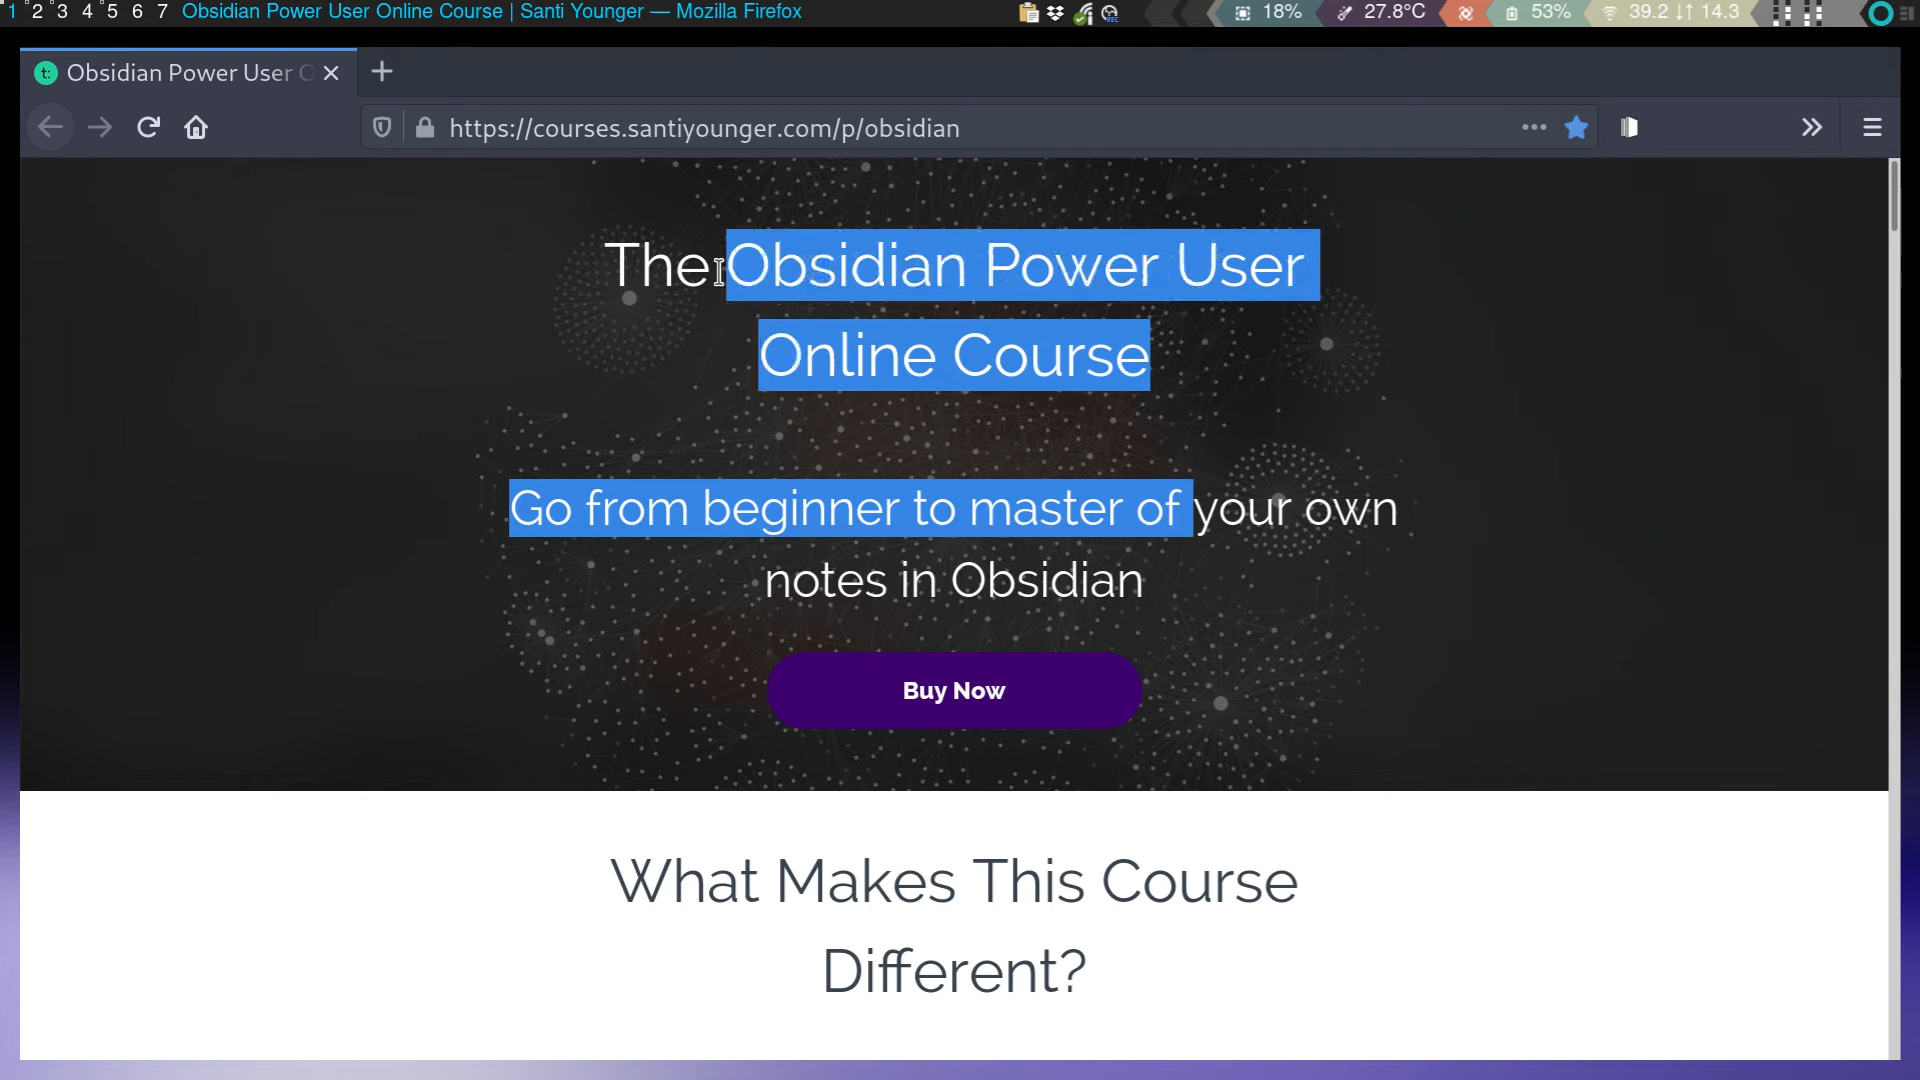 1 2 3 4 5 6 7 Obsidian Power User Online Course | Santi Younger — Mozilla Firefox 18% 27.8°C 53% 39.2 ↓↑ 14.3
t: Obsidian Power User
https://courses.santiyounger.com/p/obsidian
The Obsidian Power User
Online Course
Go from beginner to master of your own
notes in Obsidian
Buy Now
What Makes This Course
Different?